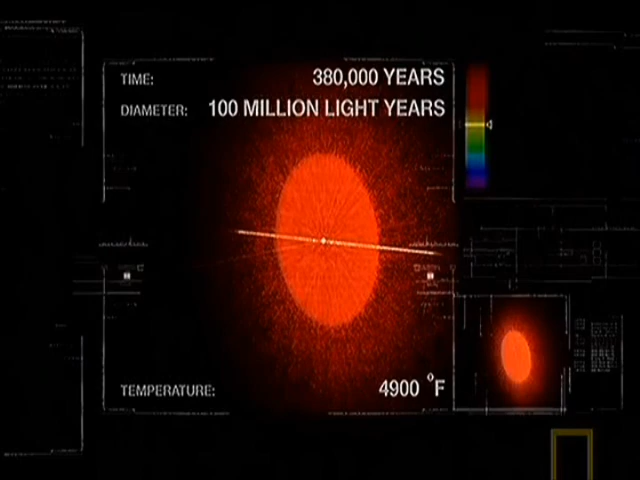 TIME: 380,000 YEARS
DIAMETER: 100 MILLION LIGHT YEARS
TEMPERATURE: 4900 °F